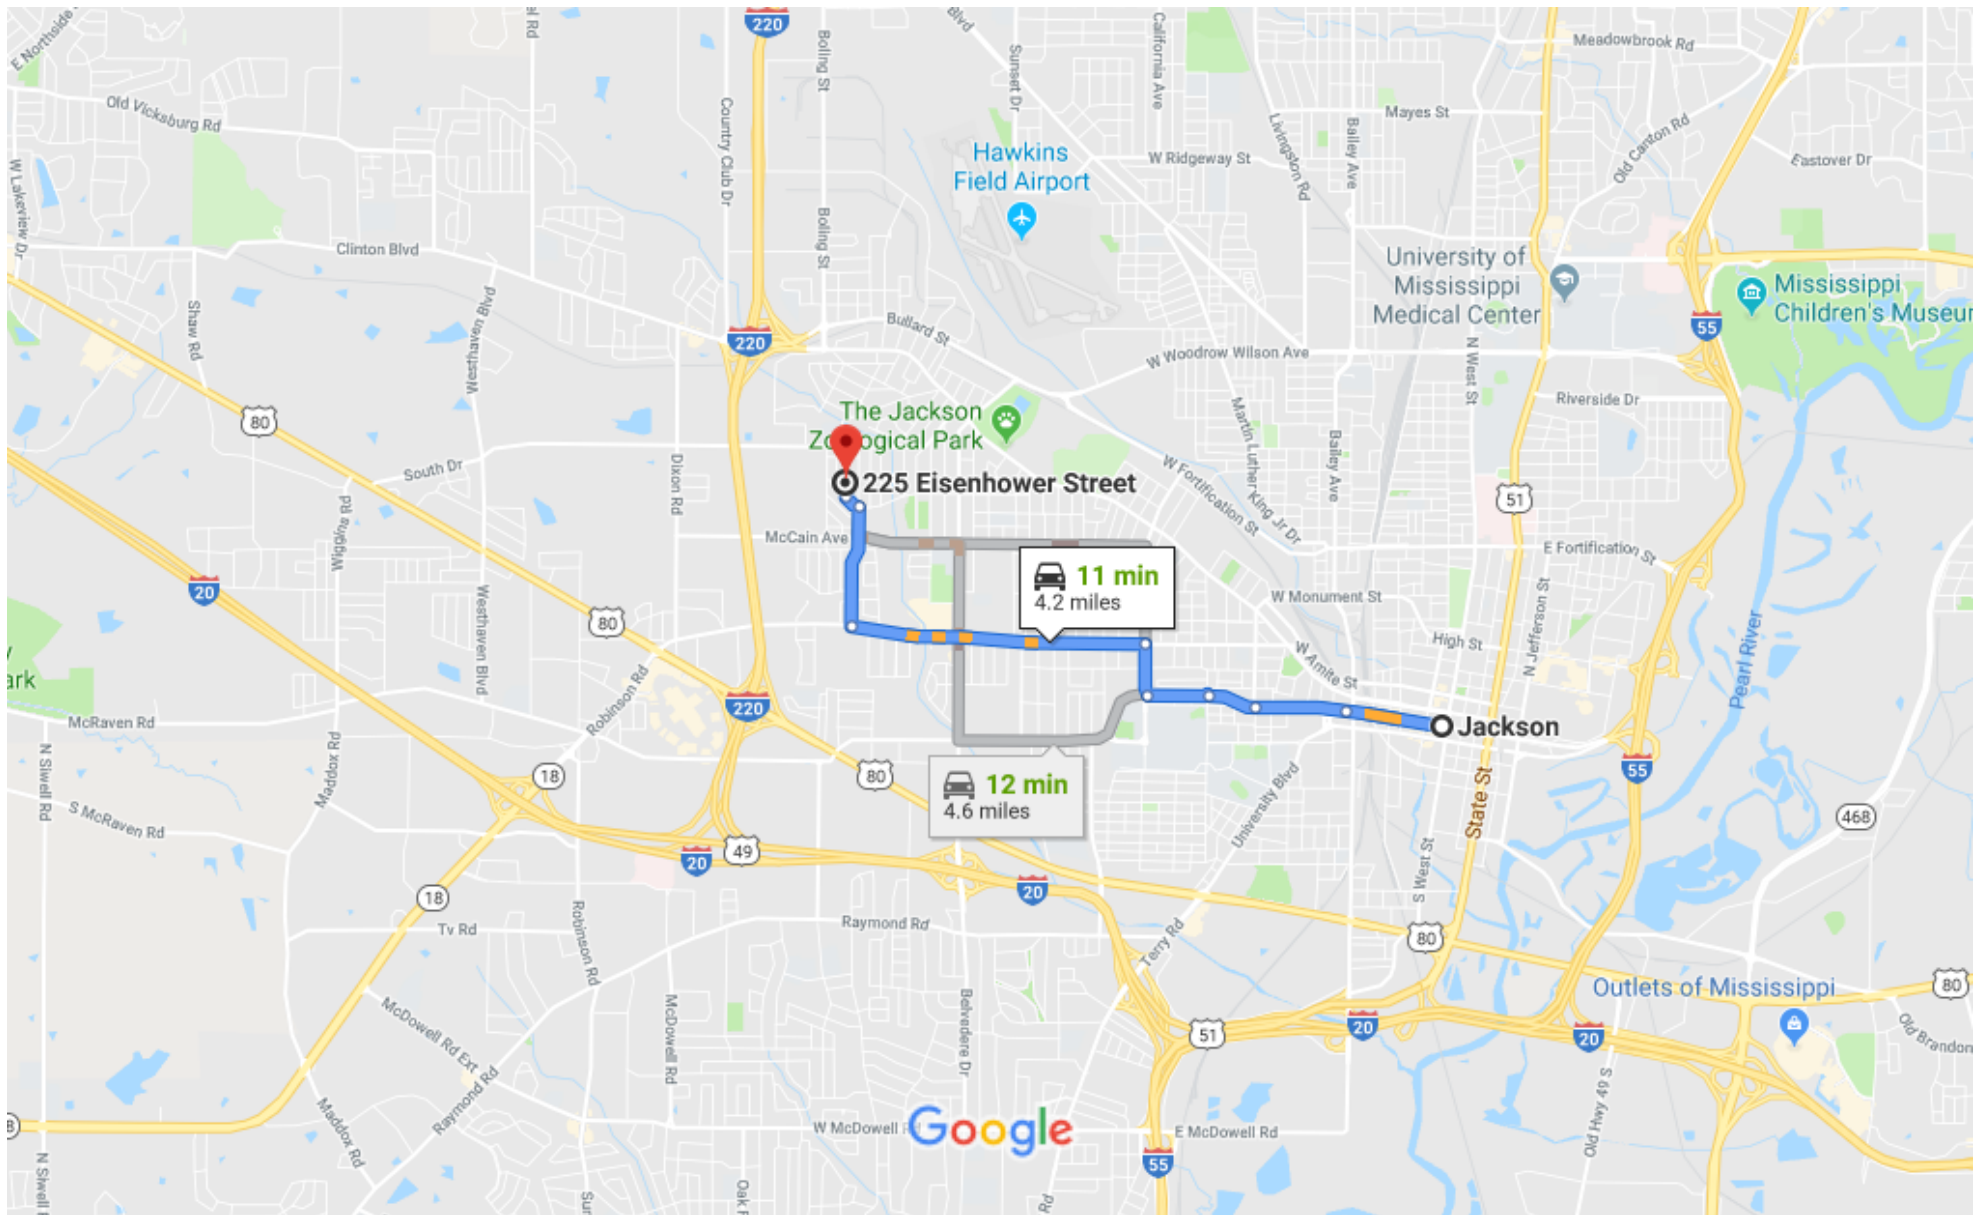 220
E Northside
Blvd
Boling St
Sunset Dr
California Ave
Meadowbrook Rd
Old Vicksburg Rd
Country Club Dr
Mayes St
Livingston Rd
Bailey Ave
Old Canton Rd
Hawkins
Field Airport
W Ridgeway St
Eastover Dr
W Lakeview Dr
Clinton Blvd
Boling St
University of
Mississippi
Medical Center
Mississippi
Children's Museum
Shaw Rd
Westhaven Blvd
220
Bullard St
55
W Woodrow Wilson Ave
N West St
Riverside Dr
80
The Jackson
Zoological Park
Martin Luther King Jr Dr
Bailey Ave
South Dr
Dixon Rd
W Fortification St
225 Eisenhower Street
51
Wiggins Rd
McCain Ave
E Fortification St
20
80
11 min
4.2 miles
W Monument St
Westhaven Blvd
High St
N Jefferson St
W Amite St
Pearl River
ark
Robinson Rd
220
McRaven Rd
Jackson
N Siwell Rd
Maddox Rd
18
80
12 min
4.6 miles
55
University Blvd
State St
S McRaven Rd
468
49
20
20
18
S West St
Tv Rd
Robinson Rd
Raymond Rd
Terry Rd
80
Outlets of Mississippi
80
McDowell Rd Ext
McDowell Rd
Belvedere Dr
51
20
20
Old Brandon
Raymond Rd
Maddox Rd
W McDowell
Google
E McDowell Rd
Old Hwy 49 S
55
N Siwell
Oak
Rd